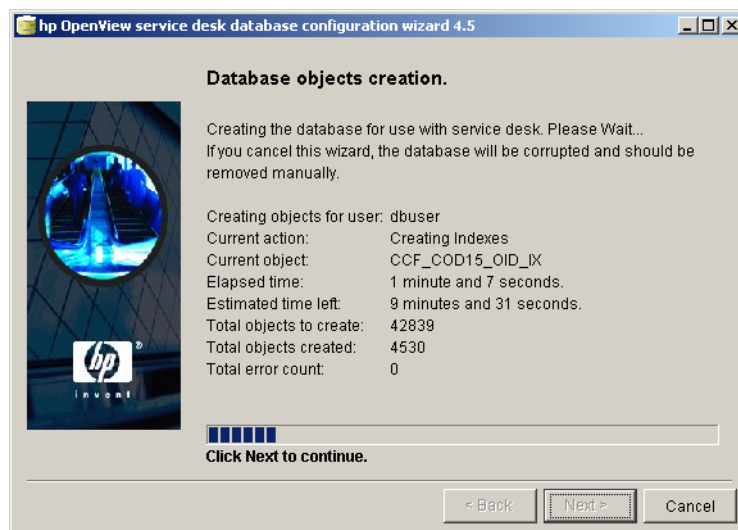 hp OpenView service desk database configuration wizard 4.5
Database objects creation.
Creating the database for use with service desk. Please Wait...
If you cancel this wizard, the database will be corrupted and should be
removed manually.
Creating objects for user: dbuser
Current action: Creating Indexes
Current object: CCF_COD15_OID_IX
Elapsed time: 1 minute and 7 seconds.
Estimated time left: 9 minutes and 31 seconds.
Total objects to create: 42839
Total objects created: 4530
Total error count: 0
hp ®
invent
Click Next to continue.
< Back Next > Cancel